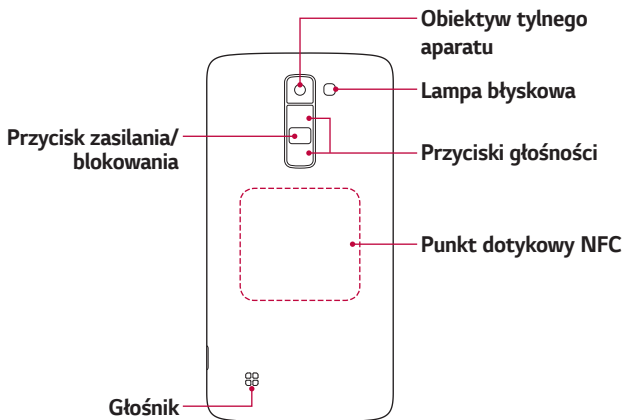 Obiektyw tylnego
aparatu
Lampa błyskowa
Przycisk zasilania/
blokowania
Przyciski głośności
Punkt dotykowy NFC
Głośnik